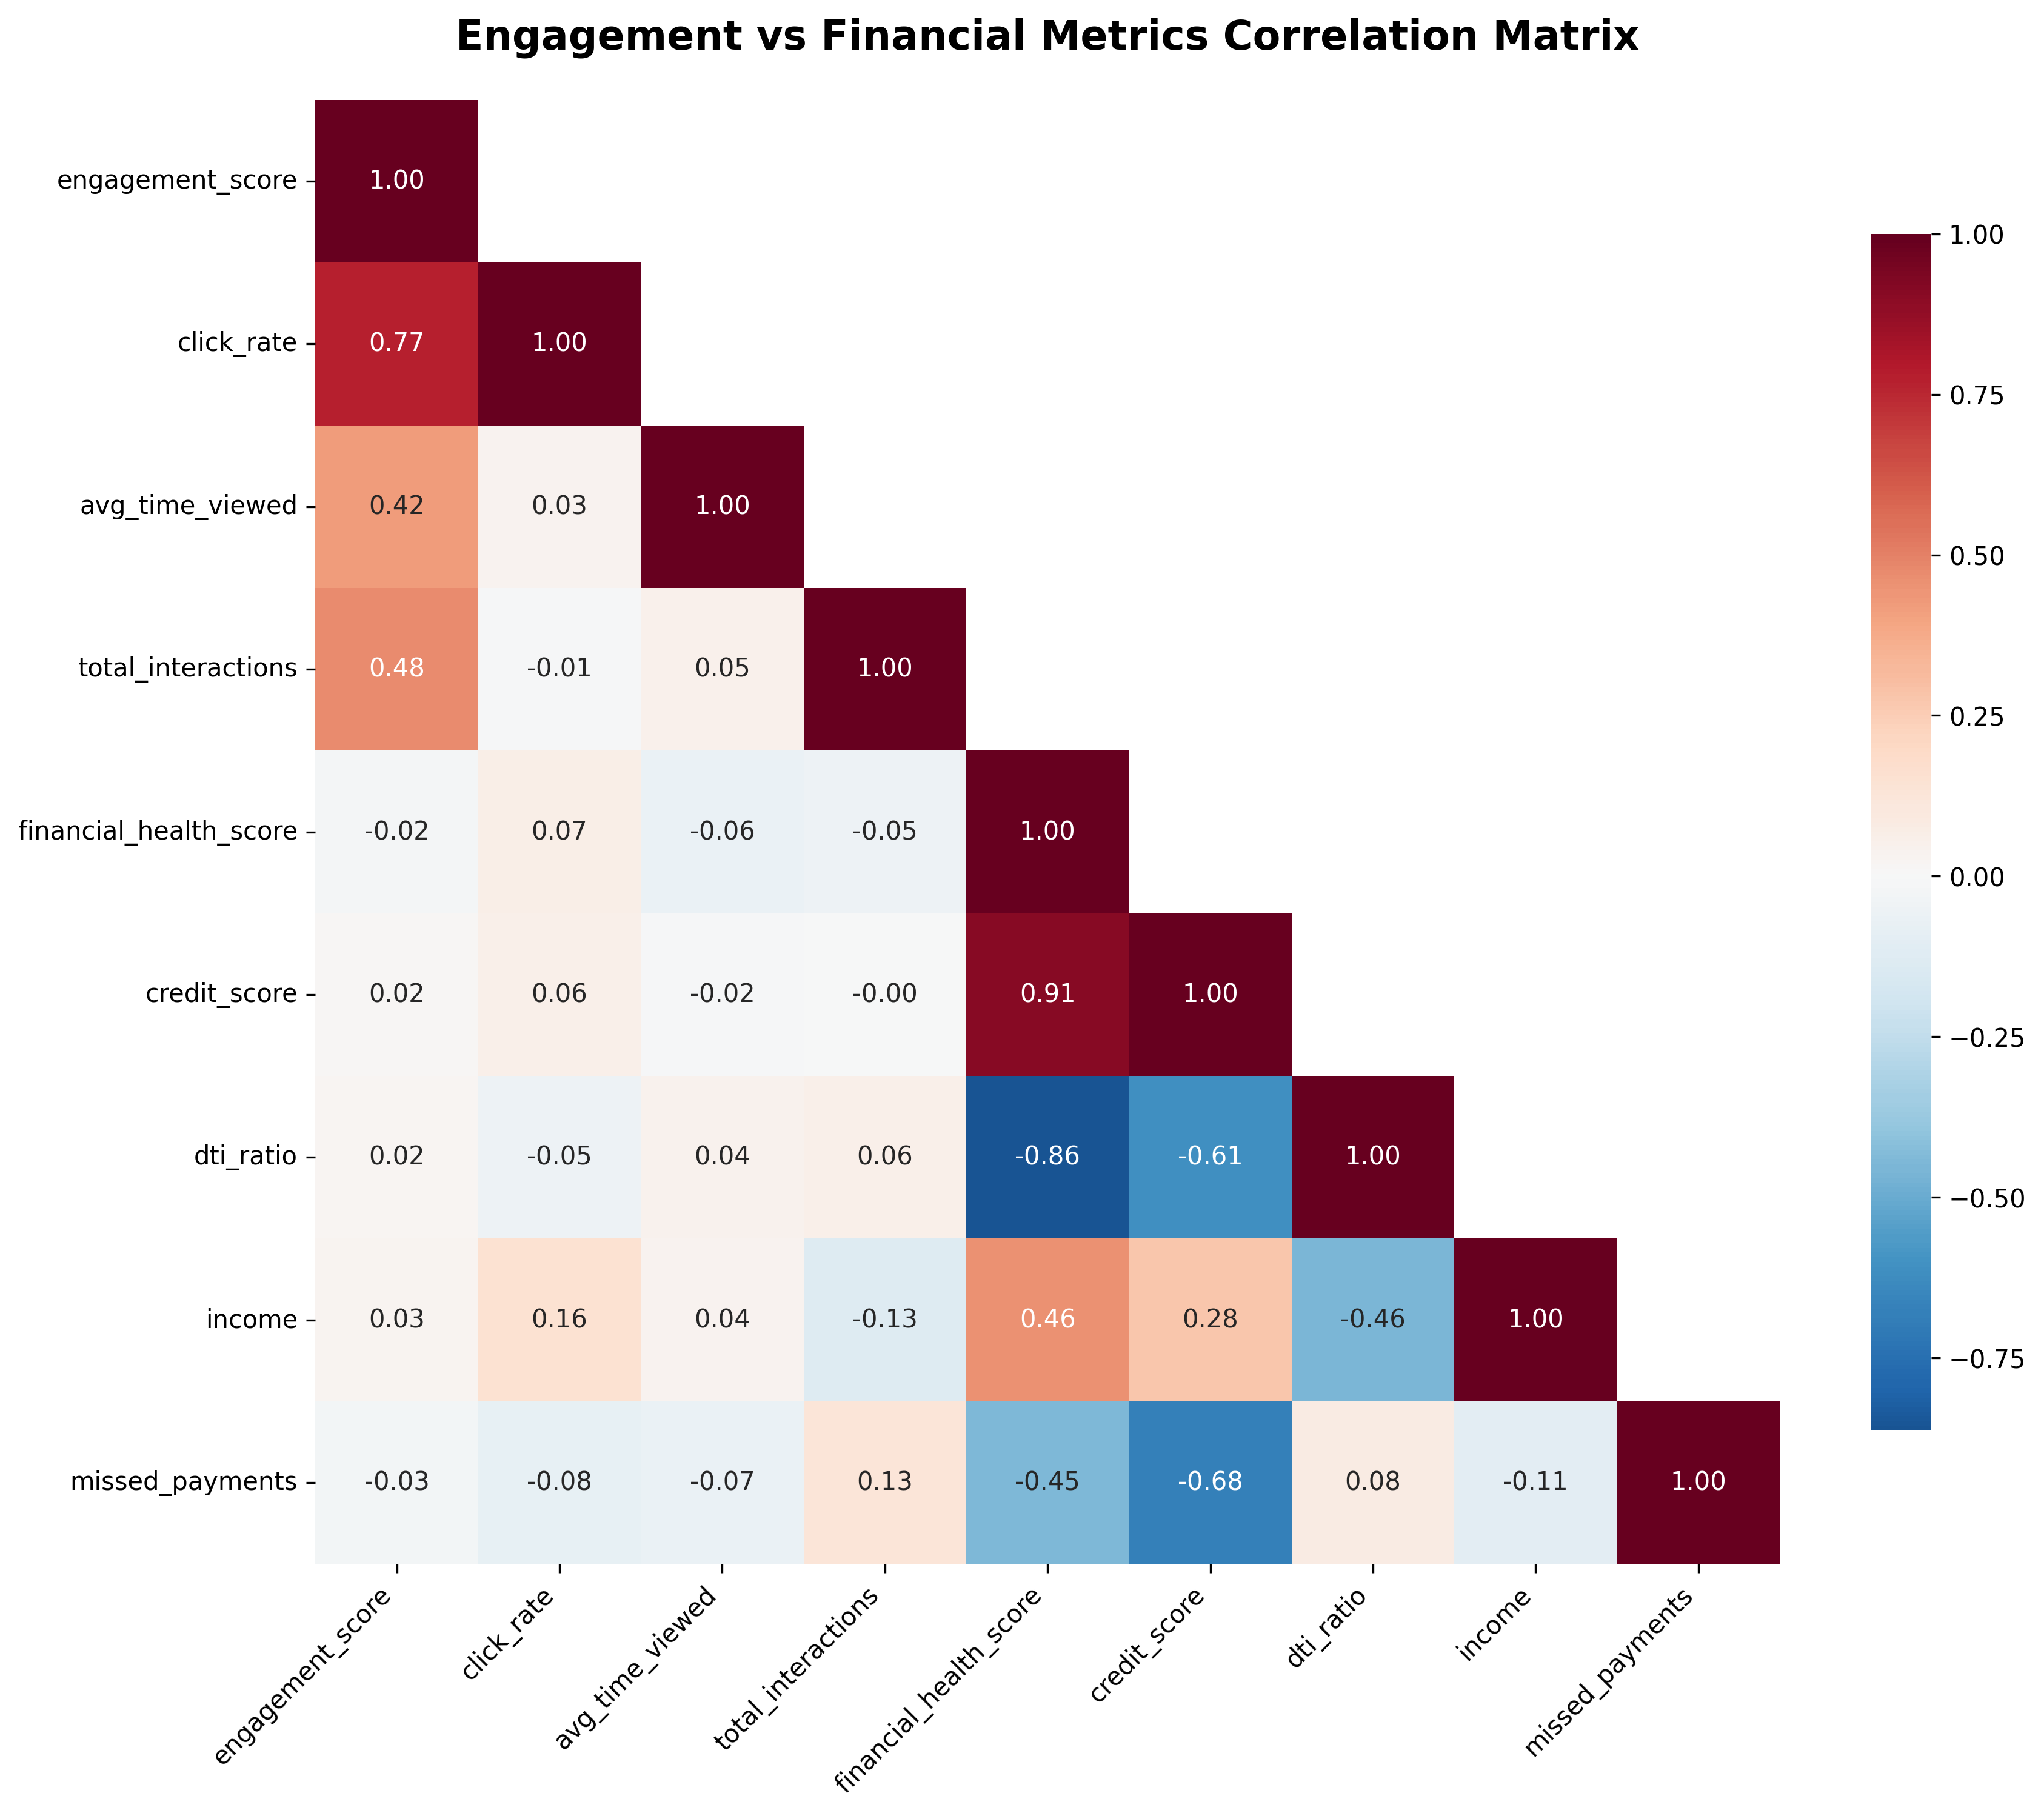 Engagement vs Financial Metrics Correlation Matrix
engagement_score 1.00
click_rate 0.77 1.00
avg_time_viewed 0.42 0.03 1.00
total_interactions 0.48 -0.01 0.05 1.00
financial_health_score -0.02 0.07 -0.06 -0.05 1.00
credit_score 0.02 0.06 -0.02 -0.00 0.91 1.00
dti_ratio 0.02 -0.05 0.04 0.06 -0.86 -0.61 1.00
income 0.03 0.16 0.04 -0.13 0.46 0.28 -0.46 1.00
missed_payments -0.03 -0.08 -0.07 0.13 -0.45 -0.68 0.08 -0.11 1.00
engagement_score
click_rate
avg_time_viewed
total_interactions
financial_health_score
credit_score
dti_ratio
income
missed_payments
1.00
0.75
0.50
0.25
0.00
−0.25
−0.50
−0.75